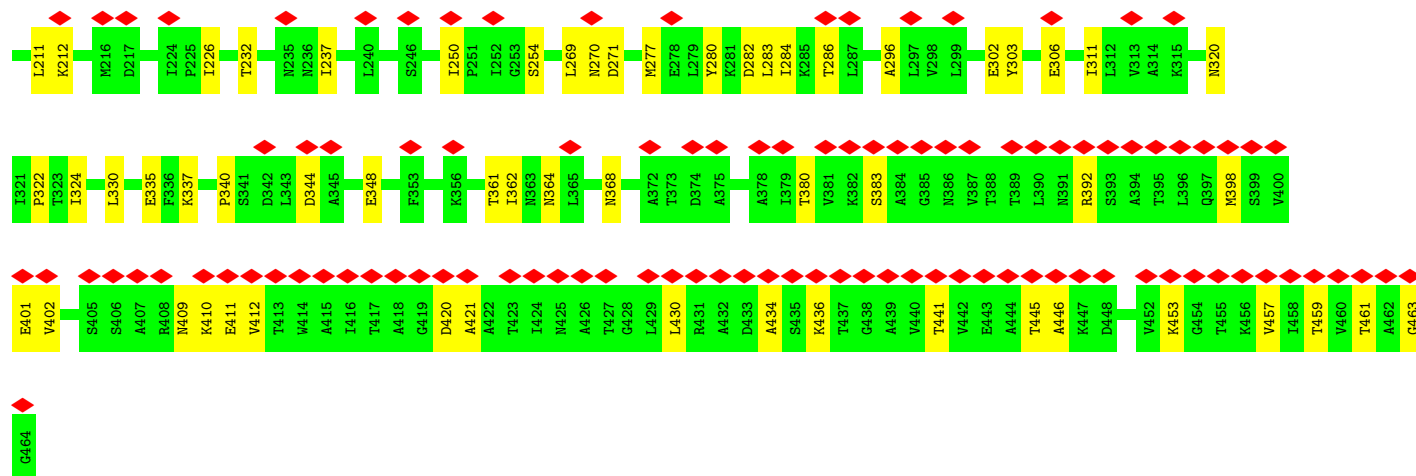 L211 K212 M216 D217 I224 P225 I226 T232 N235 N236 I237 L240 S246 I250 P251 I252 G253 S254 L269 N270 D271 M277 E278 L279 Y280 K281 D282 L283 I284 K285 T286 L287 A296 L297 V298 L299 E302 Y303 E306 I311 L312 V313 A314 K315 N320
I321 P322 T323 I324 L330 E335 F336 K337 P340 S341 D342 L343 D344 A345 E348 F353 K356 T361 I362 N363 N364 L365 N368 A372 T373 D374 A375 A378 I379 T380 V381 K382 S383 A384 G385 N386 V387 T388 T389 L390 N391 R392 S393 A394 T395 L396 Q397 M398 S399 V400
E401 V402 S405 S406 A407 R408 N409 K410 E411 V412 T413 W414 A415 I416 T417 A418 G419 D420 A421 A422 T423 I424 N425 A426 T427 G428 L429 L430 R431 A432 D433 A434 S435 K436 T437 G438 A439 V440 T441 V442 E443 A444 T445 A446 K447 D448 V452 K453 G454 T455 K456 V457 I458 T459 V460 T461 A462 G463
G464